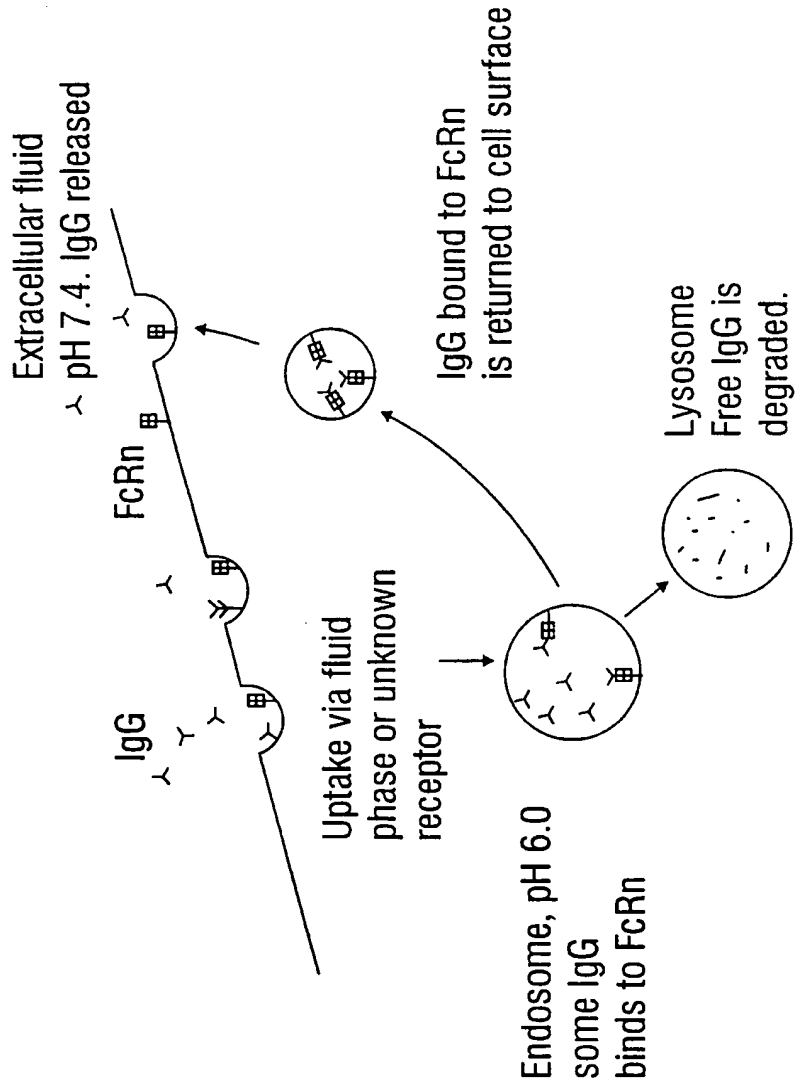 Extracellular fluid
pH 7.4. IgG released
FcRn
IgG
Uptake via fluid
phase or unknown
receptor
IgG bound to FcRn
is returned to cell surface
Endosome, pH 6.0
some IgG
binds to FcRn
Lysosome
Free IgG is
degraded.